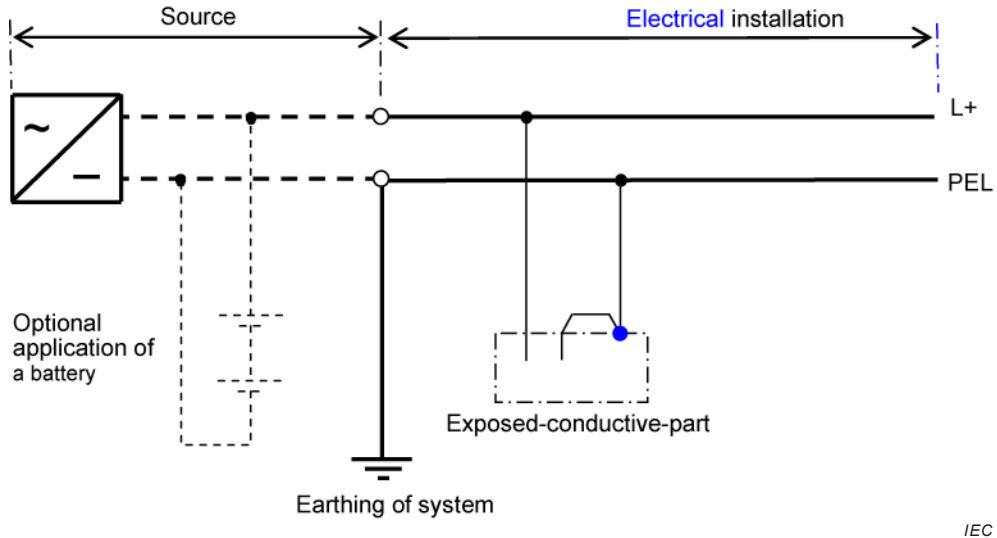 Source
Electrical installation
~
−
L+
PEL
Optional
application of
a battery
Exposed-conductive-part
Earthing of system
IEC